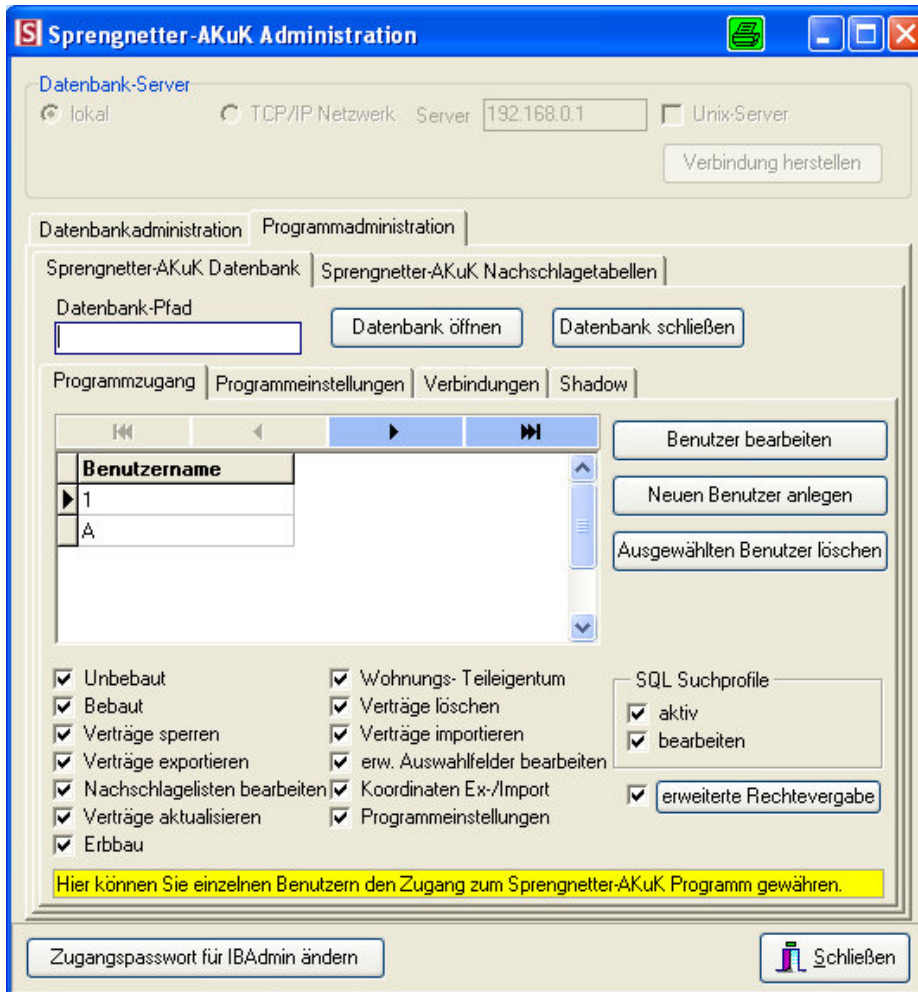 Sprengnetter-AKuK Administration
Datenbank-Server
lokal TCP/IP Netzwerk Server 192.168.0.1 Unix-Server
Verbindung herstellen
Datenbankadministration Programmadministration
Sprengnetter-AKuK Datenbank Sprengnetter-AKuK Nachschlagetabellen
Datenbank-Pfad
Datenbank öffnen Datenbank schließen
Programmzugang Programmeinstellungen Verbindungen Shadow
Benutzer bearbeiten
Benutzername
1
Neuen Benutzer anlegen
A
Ausgewählten Benutzer löschen
Unbebaut Wohnungs- Teileigentum SQL Suchprofile
Bebaut Verträge löschen aktiv
Verträge sperren Verträge importieren bearbeiten
Verträge exportieren erw. Auswahlfelder bearbeiten
Nachschlagelisten bearbeiten Koordinaten Ex-/Import erweiterte Rechtevergabe
Verträge aktualisieren Programmeinstellungen
Erbbau
Hier können Sie einzelnen Benutzern den Zugang zum Sprengnetter-AKuK Programm gewähren.
Zugangspasswort für IBAdmin ändern Schließen